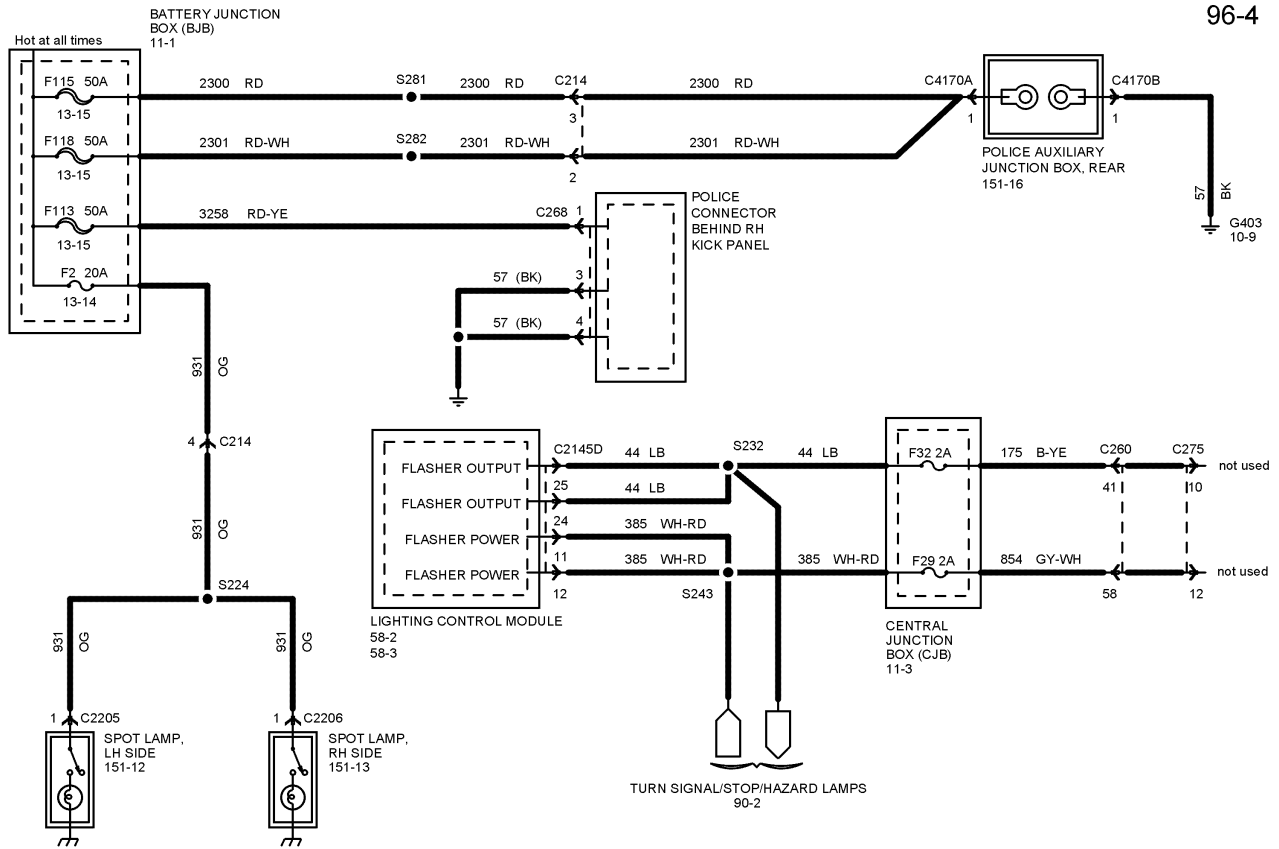 96-4
BATTERY JUNCTION
BOX (BJB)
11-1
Hot at all times
F115 50A
13-15
2300 RD
S281
2300 RD
C214
3
2300 RD
C4170A
1
C4170B
1
POLICE AUXILIARY
JUNCTION BOX, REAR
151-16
57
BK
G403
10-9
F118 50A
13-15
2301 RD-WH
S282
2301 RD-WH
2
2301 RD-WH
F113 50A
13-15
3258 RD-YE
C268
1
POLICE
CONNECTOR
BEHIND RH
KICK PANEL
57 (BK)
3
57 (BK)
4
F2 20A
13-14
931
OG
4
C214
931
OG
S224
931
OG
931
OG
1
C2205
SPOT LAMP,
LH SIDE
151-12
1
C2206
SPOT LAMP,
RH SIDE
151-13
FLASHER OUTPUT
FLASHER OUTPUT
FLASHER POWER
FLASHER POWER
LIGHTING CONTROL MODULE
58-2
58-3
C2145D
25
24
11
12
44 LB
44 LB
385 WH-RD
385 WH-RD
S232
S243
44 LB
385 WH-RD
F32 2A
F29 2A
CENTRAL
JUNCTION
BOX (CJB)
11-3
175 B-YE
C260
41
C275
10
not used
854 GY-WH
58
12
not used
TURN SIGNAL/STOP/HAZARD LAMPS
90-2